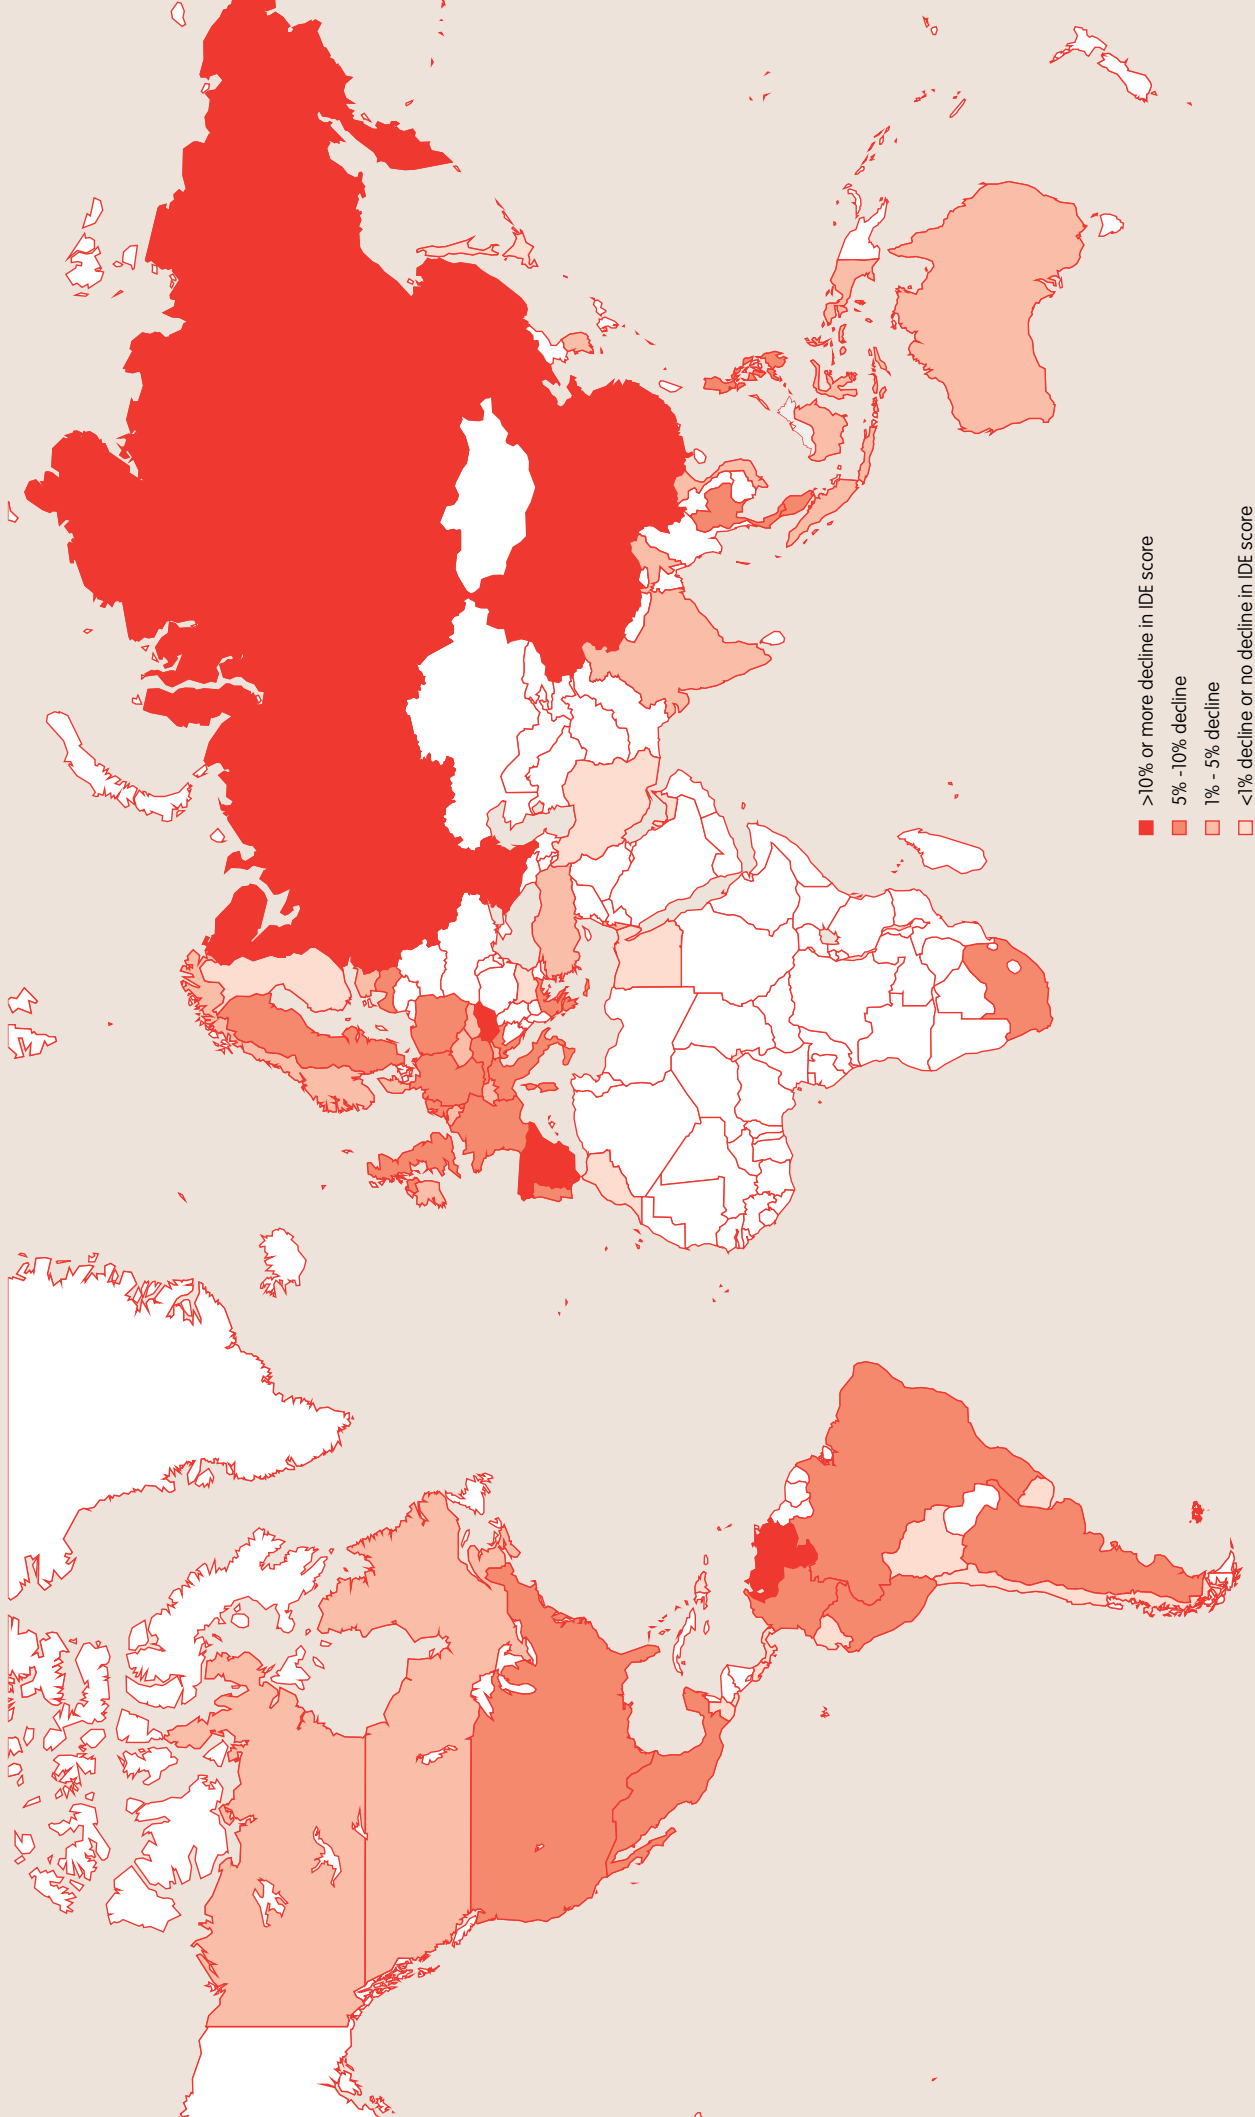 >10% or more decline in IDE score
5% -10% decline
1% - 5% decline
<1% decline or no decline in IDE score